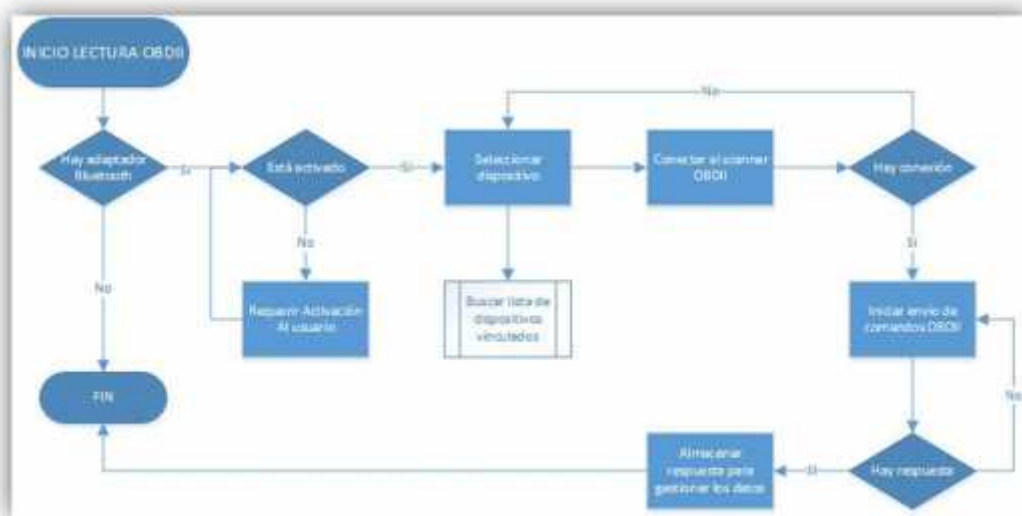 INICIO LECTURA OBDII
Hay adaptador
Bluetooth
Si
Está activado
Si
Seleccionar
dispositivo
Conectar al scanner
OBDII
Hay conexión
No
No
No
Si
Requerir Activación
Al usuario
Buscar lista de
dispositivos
vinculados
Iniciar envio de
comandos OBDII
FIN
No
Almacenar
respuesta para
gestionar los datos
Si
Hay respuesta